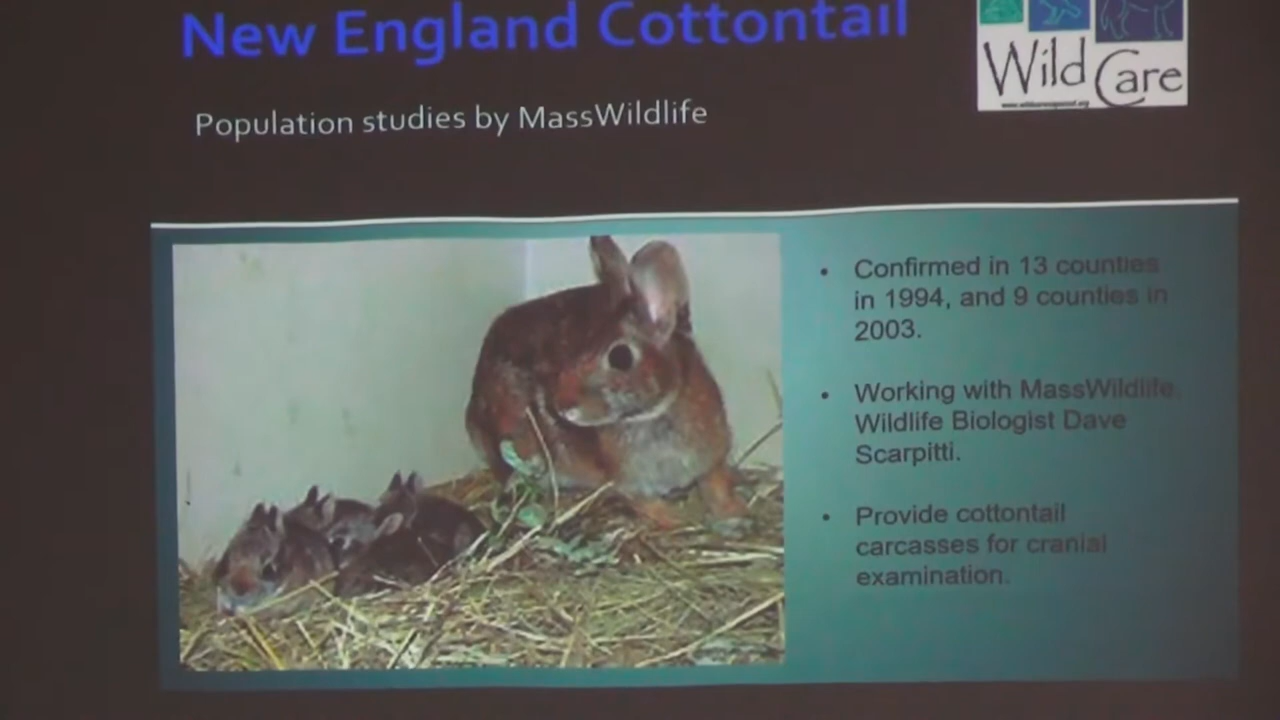 New England Cottontail
Wild Care
Population studies by MassWildlife
• Confirmed in 13 counties
in 1994, and 9 counties in
2003.
• Working with MassWildlife,
Wildlife Biologist Dave
Scarpitti.
• Provide cottontail
carcasses for cranial
examination.